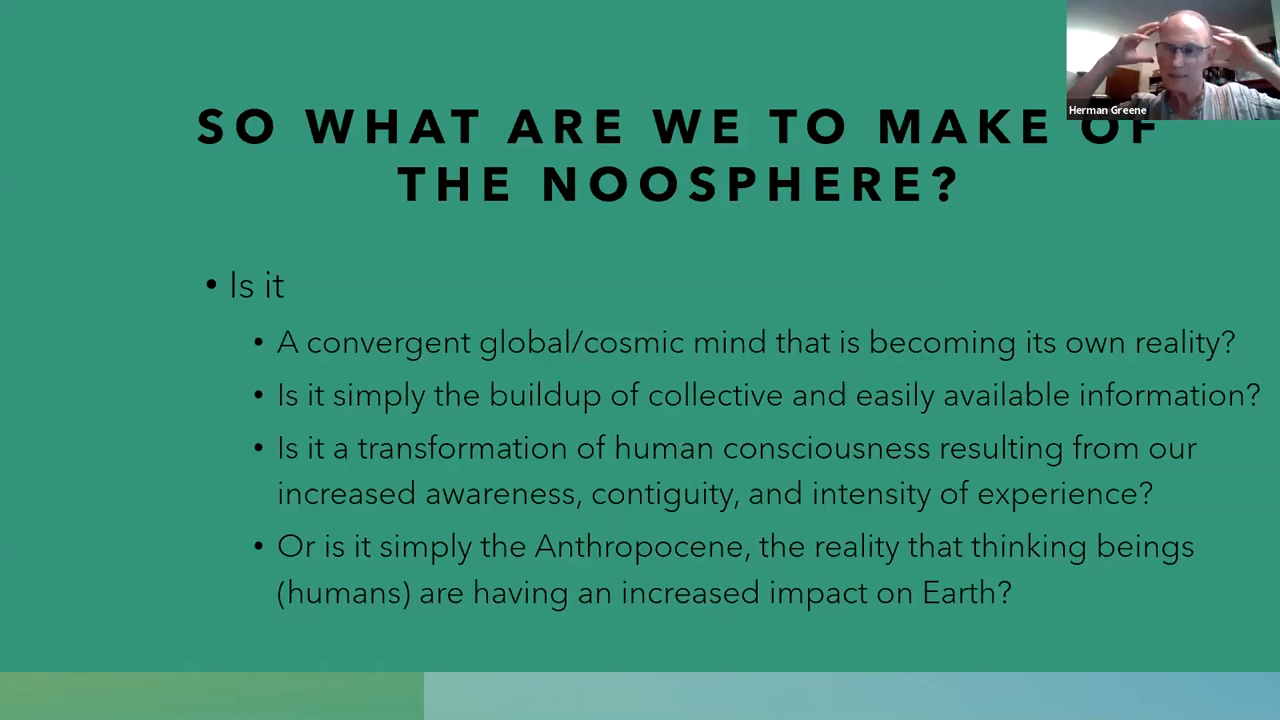 Herman Greene
SO WHAT ARE WE TO MAKE OF
THE NOOSPHERE?
• Is it
• A convergent global/cosmic mind that is becoming its own reality?
• Is it simply the buildup of collective and easily available information?
• Is it a transformation of human consciousness resulting from our
increased awareness, contiguity, and intensity of experience?
• Or is it simply the Anthropocene, the reality that thinking beings
(humans) are having an increased impact on Earth?